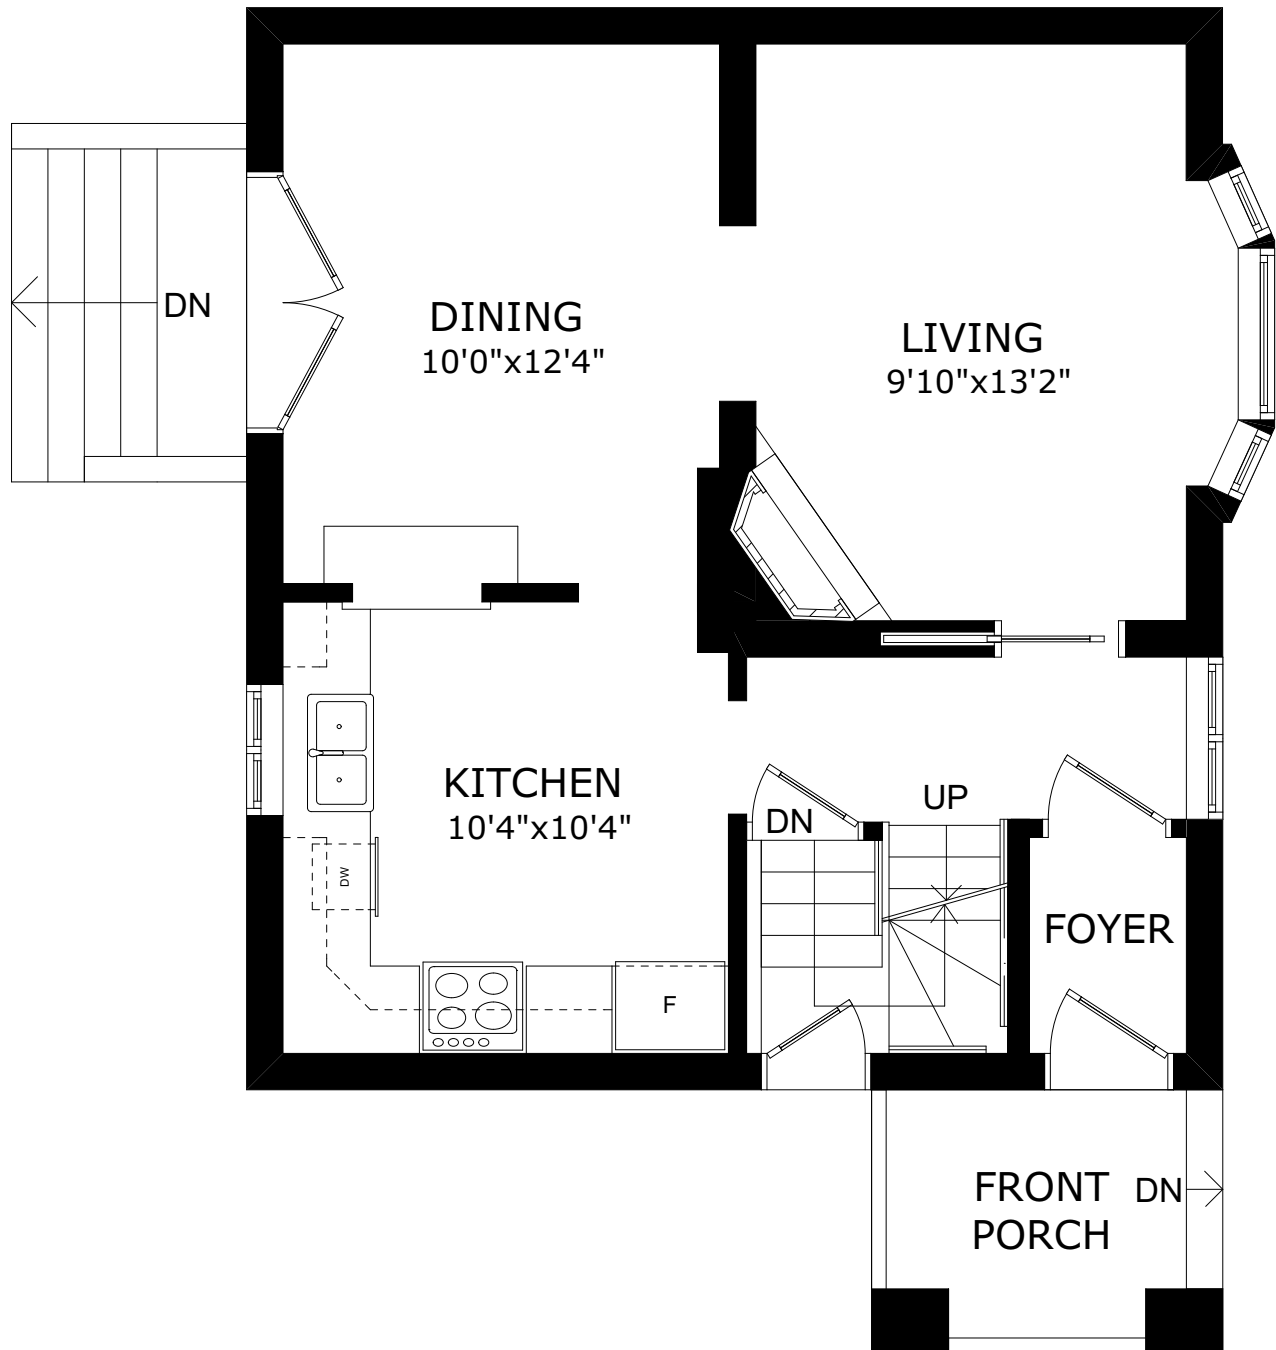 DN
DINING
10'0"x12'4"
LIVING
9'10"x13'2"
KITCHEN
10'4"x10'4"
UP
DN
DW
FOYER
F
FRONT
PORCH
DN